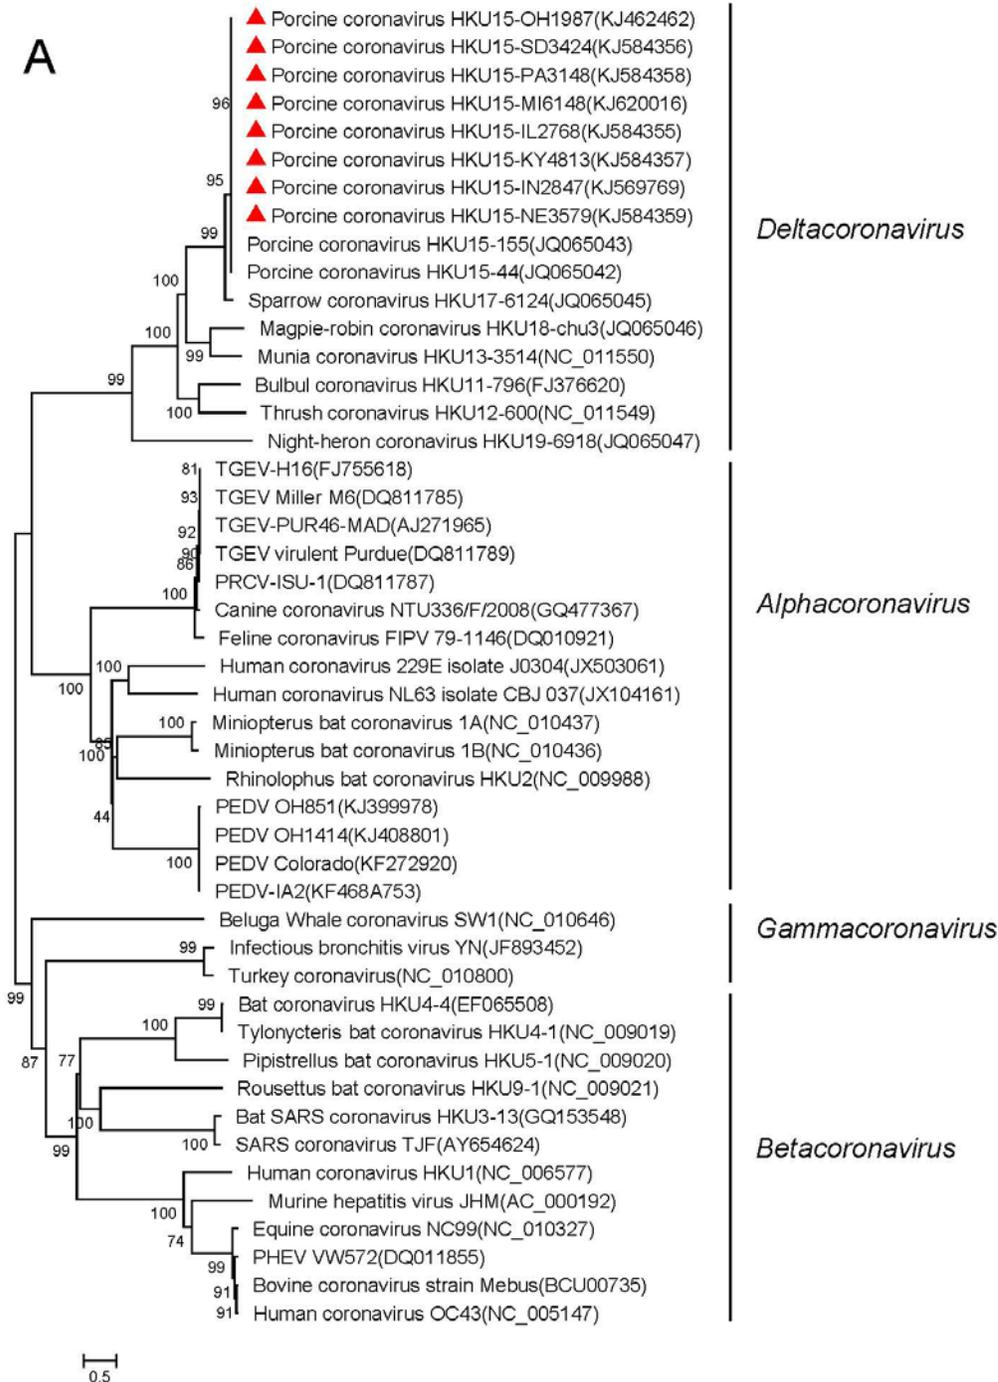 A
Porcine coronavirus HKU15-OH1987(KJ462462)
Porcine coronavirus HKU15-SD3424(KJ584356)
Porcine coronavirus HKU15-PA3148(KJ584358)
96
Porcine coronavirus HKU15-MI6148(KJ620016)
Porcine coronavirus HKU15-IL2768(KJ584355)
Porcine coronavirus HKU15-KY4813(KJ584357)
95
Porcine coronavirus HKU15-IN2847(KJ569769)
Porcine coronavirus HKU15-NE3579(KJ584359)
Deltacoronavirus
99
Porcine coronavirus HKU15-155(JQ065043)
Porcine coronavirus HKU15-44(JQ065042)
100
Sparrow coronavirus HKU17-6124(JQ065045)
Magpie-robin coronavirus HKU18-chu3(JQ065046)
100
99
Munia coronavirus HKU13-3514(NC_011550)
99
Bulbul coronavirus HKU11-796(FJ376620)
100
Thrush coronavirus HKU12-600(NC_011549)
Night-heron coronavirus HKU19-6918(JQ065047)
81
TGEV-H16(FJ755618)
93
TGEV Miller M6(DQ811785)
92
TGEV-PUR46-MAD(AJ271965)
90
TGEV virulent Purdue(DQ811789)
86
PRCV-ISU-1(DQ811787)
100
Canine coronavirus NTU336/F/2008(GQ477367)
Alphacoronavirus
Feline coronavirus FIPV 79-1146(DQ010921)
100
Human coronavirus 229E isolate J0304(JX503061)
100
Human coronavirus NL63 isolate CBJ 037(JX104161)
100
Miniopterus bat coronavirus 1A(NC_010437)
85
100
Miniopterus bat coronavirus 1B(NC_010436)
Rhinolophus bat coronavirus HKU2(NC_009988)
PEDV OH851(KJ399978)
44
PEDV OH1414(KJ408801)
100
PEDV Colorado(KF272920)
PEDV-IA2(KF468A753)
Beluga Whale coronavirus SW1(NC_010646)
Gammacoronavirus
99
Infectious bronchitis virus YN(JF893452)
Turkey coronavirus(NC_010800)
99
99
Bat coronavirus HKU4-4(EF065508)
100
Tylonycteris bat coronavirus HKU4-1(NC_009019)
87
77
Pipistrellus bat coronavirus HKU5-1(NC_009020)
Rousettus bat coronavirus HKU9-1(NC_009021)
100
Bat SARS coronavirus HKU3-13(GQ153548)
99
100
SARS coronavirus TJF(AY654624)
Betacoronavirus
Human coronavirus HKU1(NC_006577)
100
Murine hepatitis virus JHM(AC_000192)
74
Equine coronavirus NC99(NC_010327)
99
PHEV VW572(DQ011855)
91
Bovine coronavirus strain Mebus(BCU00735)
91
Human coronavirus OC43(NC_005147)
0.5